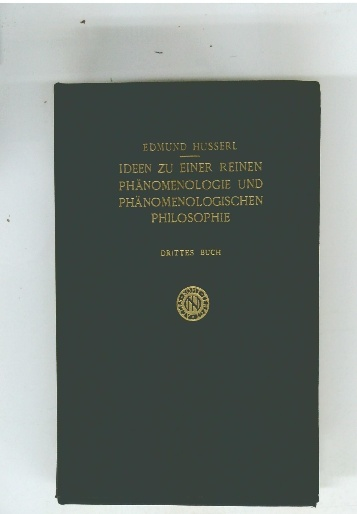 EDMUND HUSSERL
IDEEN ZU EINER REINEN
PHÄNOMENOLOGIE UND
PHÄNOMENOLOGISCHEN
PHILOSOPHIE
DRITTES BUCH